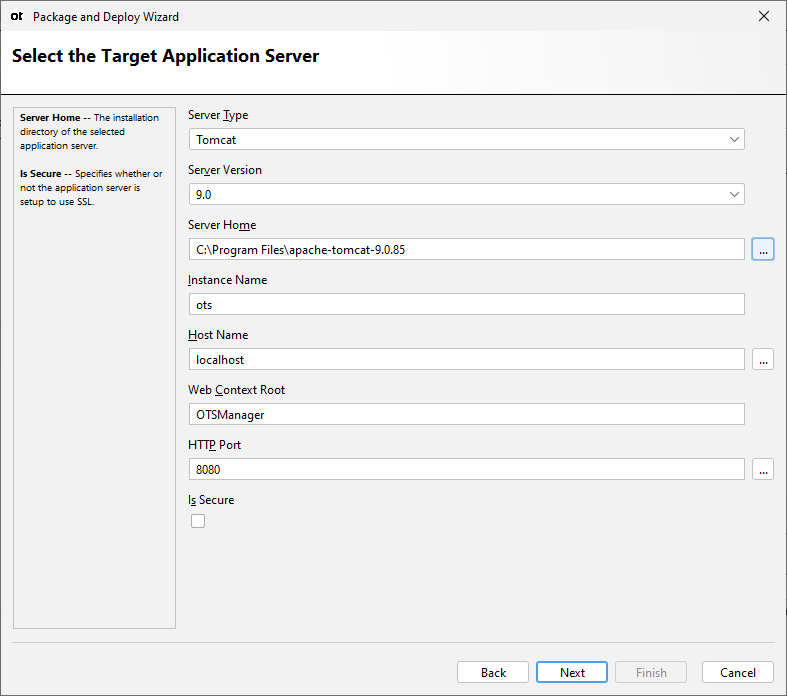 ot Package and Deploy Wizard
Select the Target Application Server
Server Home -- The installation
directory of the selected
application server.
Is Secure -- Specifies whether or
not the application server is
setup to use SSL.
Server Type
Tomcat
Server Version
9.0
Server Home
C:\Program Files\apache-tomcat-9.0.85
...
Instance Name
ots
Host Name
localhost
...
Web Context Root
OTSManager
HTTP Port
8080
...
Is Secure
Back Next Finish Cancel